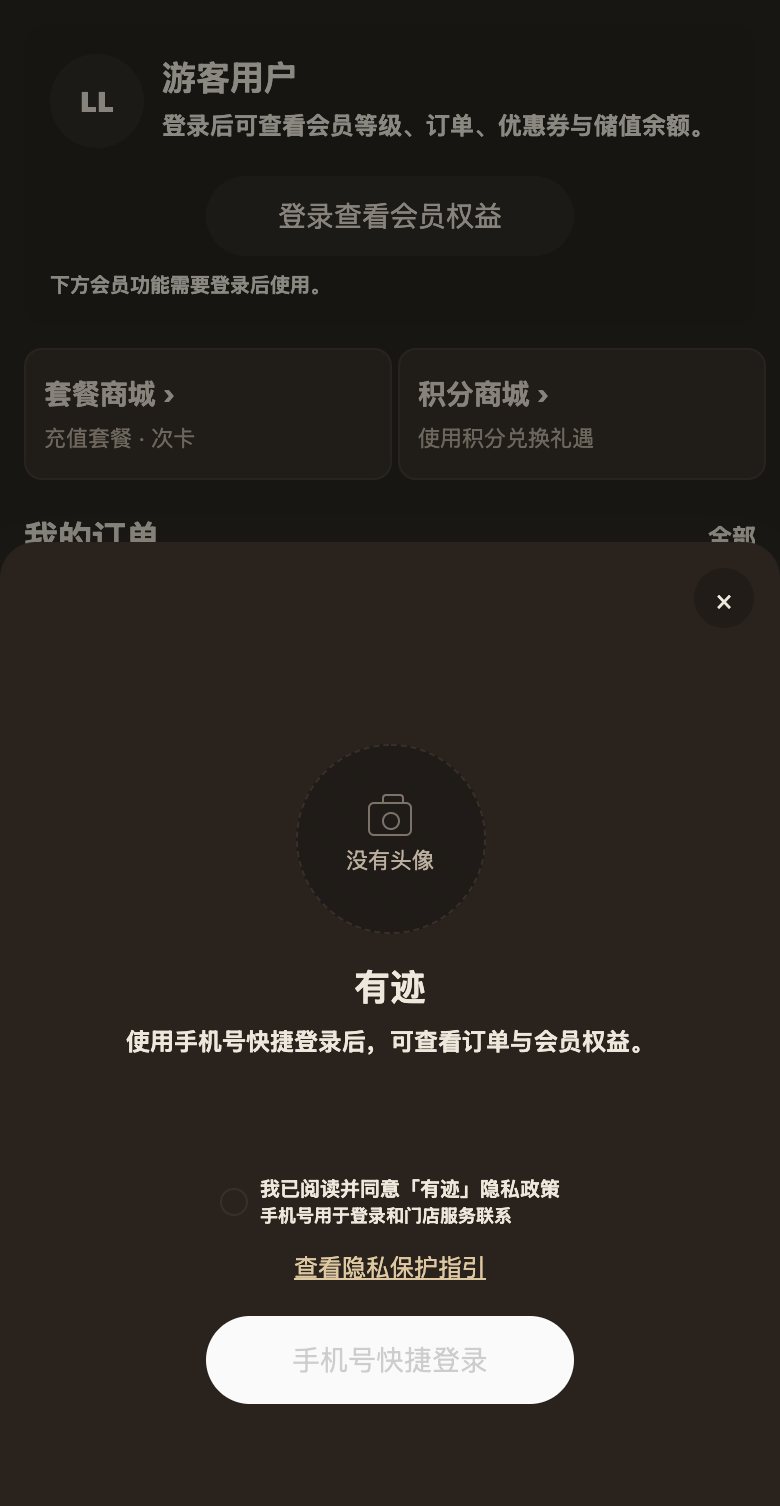 LL
游客用户
登录后可查看会员等级、订单、优惠券与储值余额。
登录查看会员权益
下方会员功能需要登录后使用。
套餐商城 ›
充值套餐 · 次卡
积分商城 ›
使用积分兑换礼遇
我的订单
全部
×
没有头像
有迹
使用手机号快捷登录后，可查看订单与会员权益。
我已阅读并同意「有迹」隐私政策
手机号用于登录和门店服务联系
查看隐私保护指引
手机号快捷登录